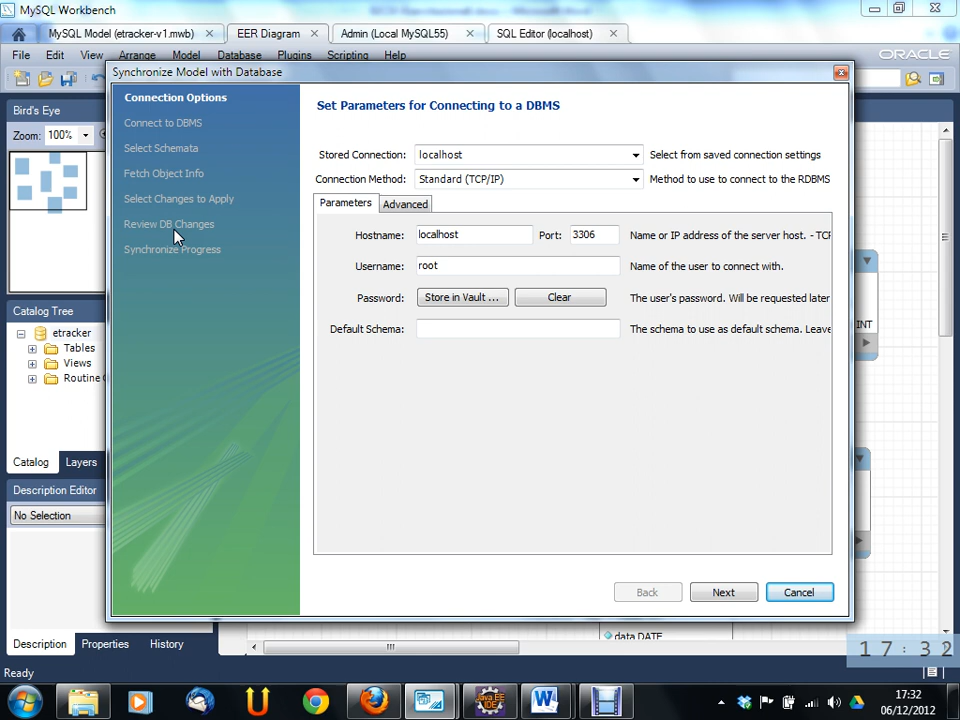 MySQL Workbench
MySQL Model (etracker-v1.mwb)
EER Diagram
Admin (Local MySQL55)
SQL Editor (localhost)
File Edit View Arrange Model Database Plugins Scripting Help
ORACLE
Synchronize Model with Database
Bird's Eye
Zoom: 100%
Catalog Tree
etracker
Tables
Views
Routine
Catalog Layers
Description Editor
No Selection
Description Properties History
Ready
Connection Options
Connect to DBMS
Select Schemata
Fetch Object Info
Select Changes to Apply
Review DB Changes
Synchronize Progress
Set Parameters for Connecting to a DBMS
Stored Connection: localhost Select from saved connection settings
Connection Method: Standard (TCP/IP) Method to use to connect to the RDBMS
Parameters Advanced
Hostname: localhost Port: 3306 Name or IP address of the server host. - TCP
Username: root Name of the user to connect with.
Password: Store in Vault ... Clear The user's password. Will be requested later
Default Schema: The schema to use as default schema. Leave
Back Next Cancel
INT
data DATE
17:32
Java EE
IDE
17:32
06/12/2012